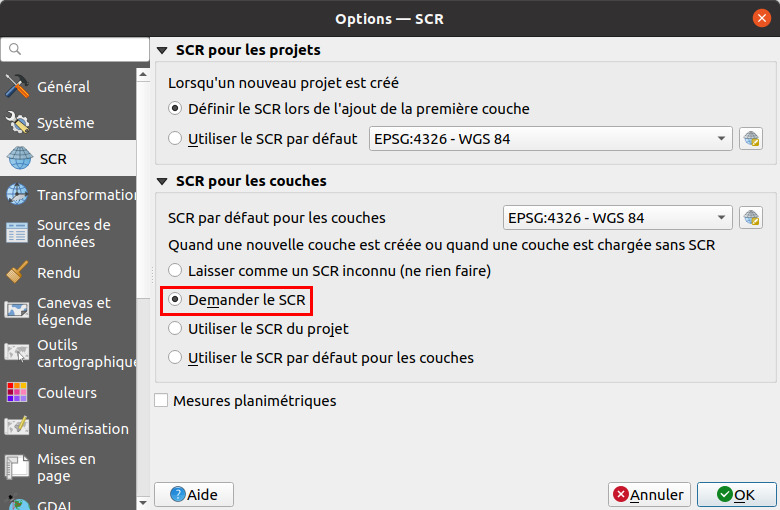 Options — SCR
Général
Système
SCR
Transformation
Sources de
données
Rendu
Canevas et
légende
Outils
cartographique
Couleurs
Numérisation
Mises en
page
GDAL
SCR pour les projets
Lorsqu'un nouveau projet est créé
Définir le SCR lors de l'ajout de la première couche
Utiliser le SCR par défaut
EPSG:4326 - WGS 84
SCR pour les couches
SCR par défaut pour les couches
EPSG:4326 - WGS 84
Quand une nouvelle couche est créée ou quand une couche est chargée sans SCR
Laisser comme un SCR inconnu (ne rien faire)
Demander le SCR
Utiliser le SCR du projet
Utiliser le SCR par défaut pour les couches
Mesures planimétriques
Aide
Annuler
OK